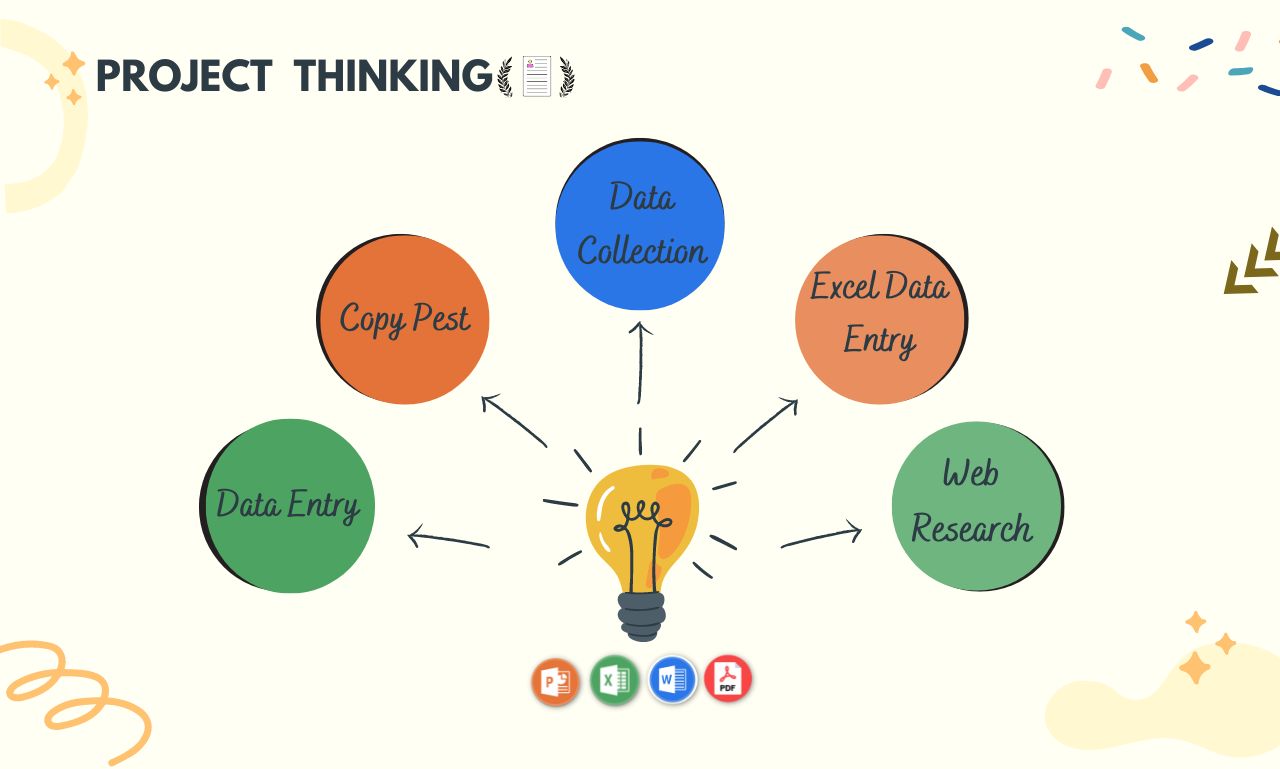 PROJECT THINKING
Data
Collection
Copy Pest
Excel Data
Entry
Data Entry
Web
Research
P
X
W
PDF